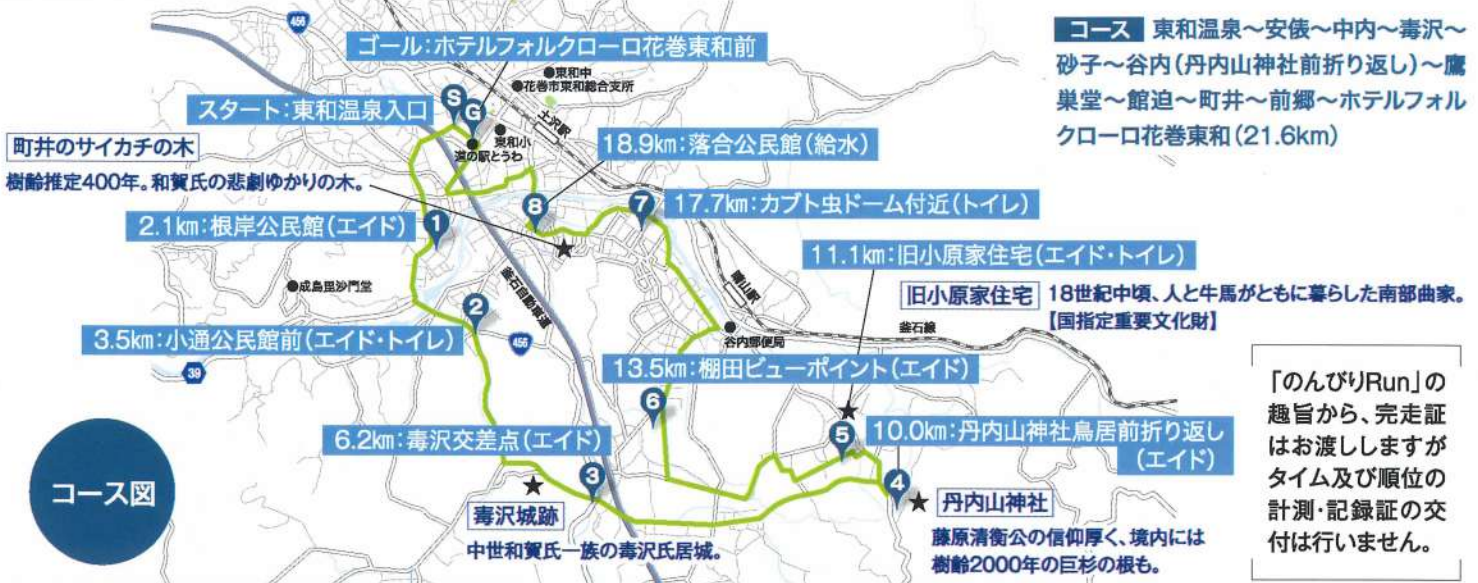 コース 東和温泉～安俵～中内～毒沢～
砂子～谷内(丹内山神社前折り返し)～鷹
巣堂～館迫～町井～前郷～ホテルフォル
クローロ花巻東和(21.6km)
456
ゴール:ホテルフォルクローロ花巻東和前
東和中
花巻市東和総合支所
スタート:東和温泉入口
S
G
東和小
道の駅とうわ
土沢駅
町井のサイカチの木
樹齢推定400年。和賀氏の悲劇ゆかりの木。
18.9km:落合公民館(給水)
8
7
17.7km:カブト虫ドーム付近(トイレ)
2.1km:根岸公民館(エイド)
1
11.1km:旧小原家住宅(エイド・トイレ)
成島毘沙門堂
釜石自動車道
晴山駅
旧小原家住宅
18世紀中頃、人と牛馬がともに暮らした南部曲家。
【国指定重要文化財】
2
3.5km:小通公民館前(エイド・トイレ)
456
谷内郵便局
釜石線
39
13.5km:棚田ビューポイント(エイド)
6
「のんびりRun」の
趣旨から、完走証
はお渡ししますが
タイム及び順位の
計測・記録証の交
付は行いません。
6.2km:毒沢交差点(エイド)
5
10.0km:丹内山神社鳥居前折り返し
(エイド)
コース図
3
4
毒沢城跡
中世和賀氏一族の毒沢氏居城。
丹内山神社
藤原清衡公の信仰厚く、境内には
樹齢2000年の巨杉の根も。